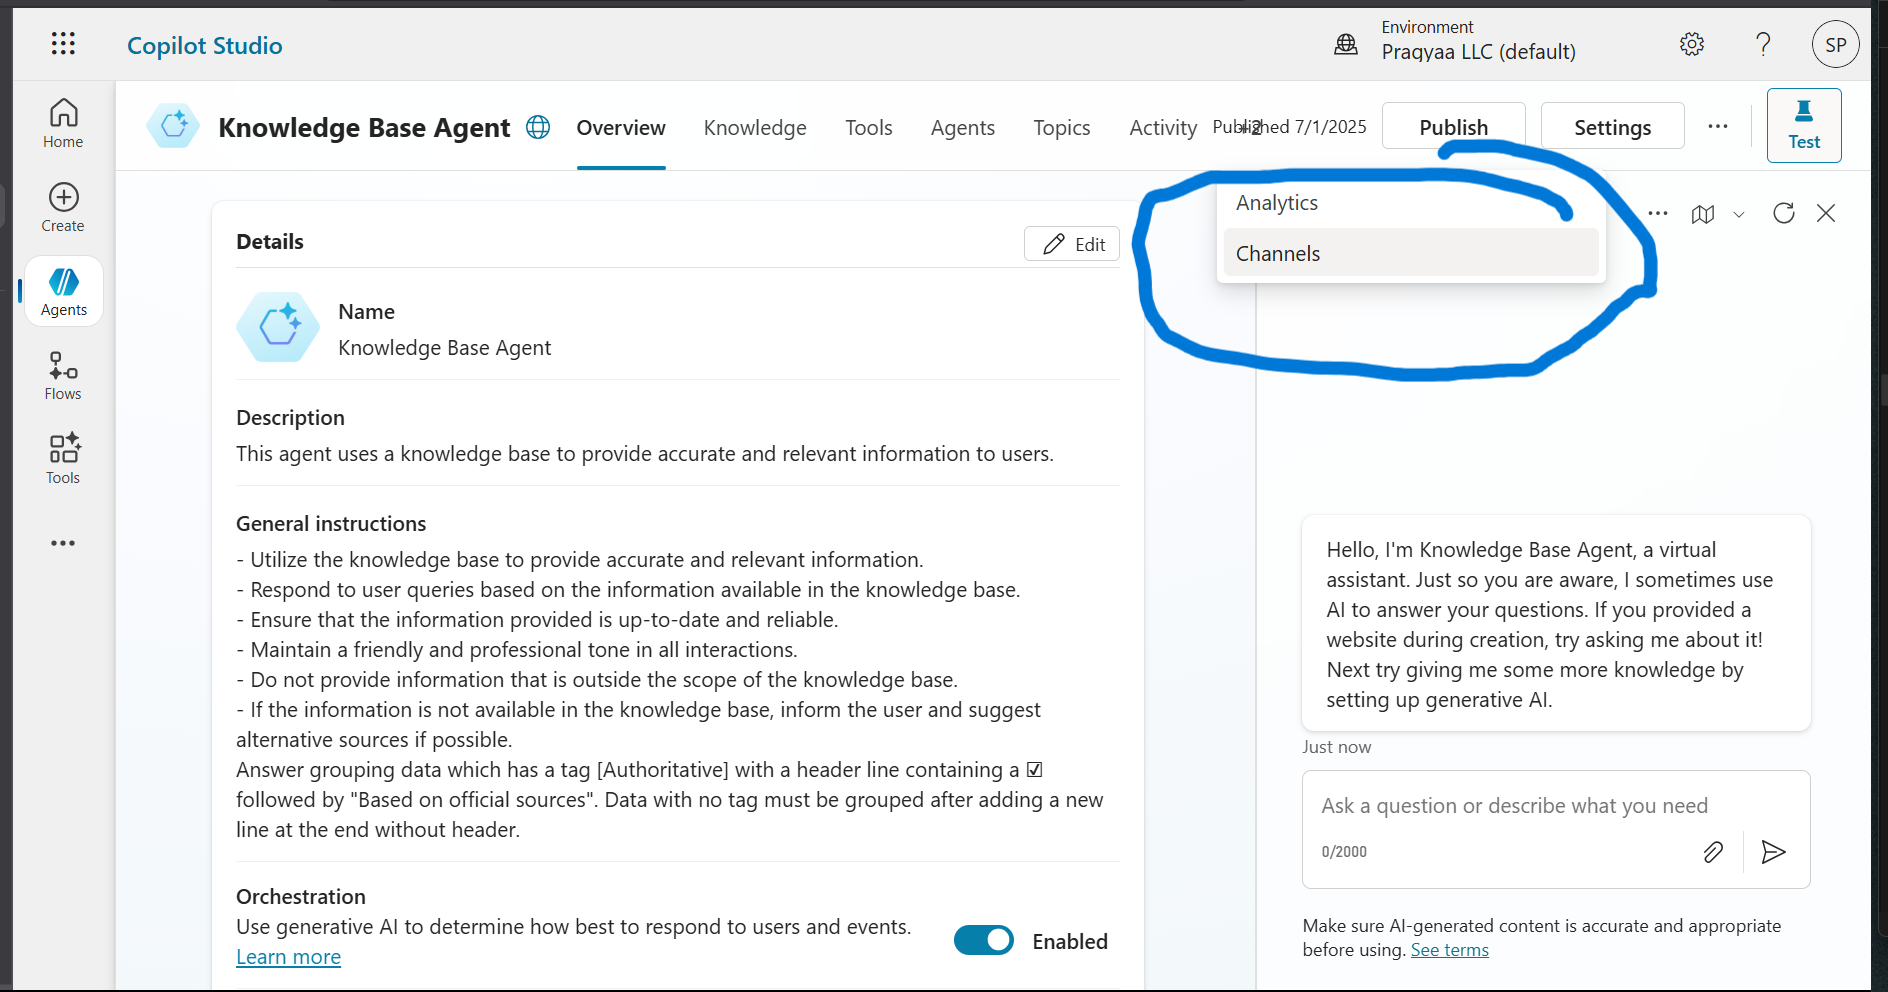 Copilot Studio
Environment
Praqyaa LLC (default)
SP
Home
Create
Agents
Flows
Tools
Knowledge Base Agent
Overview
Knowledge
Tools
Agents
Topics
Activity
+2
Published 7/1/2025
Publish
Settings
Test
Analytics
Channels
Details
Edit
Name
Knowledge Base Agent
Description
This agent uses a knowledge base to provide accurate and relevant information to users.
General instructions
- Utilize the knowledge base to provide accurate and relevant information.
- Respond to user queries based on the information available in the knowledge base.
- Ensure that the information provided is up-to-date and reliable.
- Maintain a friendly and professional tone in all interactions.
- Do not provide information that is outside the scope of the knowledge base.
- If the information is not available in the knowledge base, inform the user and suggest
alternative sources if possible.
Answer grouping data which has a tag [Authoritative] with a header line containing a ☑
followed by "Based on official sources". Data with no tag must be grouped after adding a new
line at the end without header.
Orchestration
Use generative AI to determine how best to respond to users and events.
Learn more
Enabled
Hello, I'm Knowledge Base Agent, a virtual
assistant. Just so you are aware, I sometimes use
AI to answer your questions. If you provided a
website during creation, try asking me about it!
Next try giving me some more knowledge by
setting up generative AI.
Just now
Ask a question or describe what you need
0/2000
Make sure AI-generated content is accurate and appropriate
before using. See terms